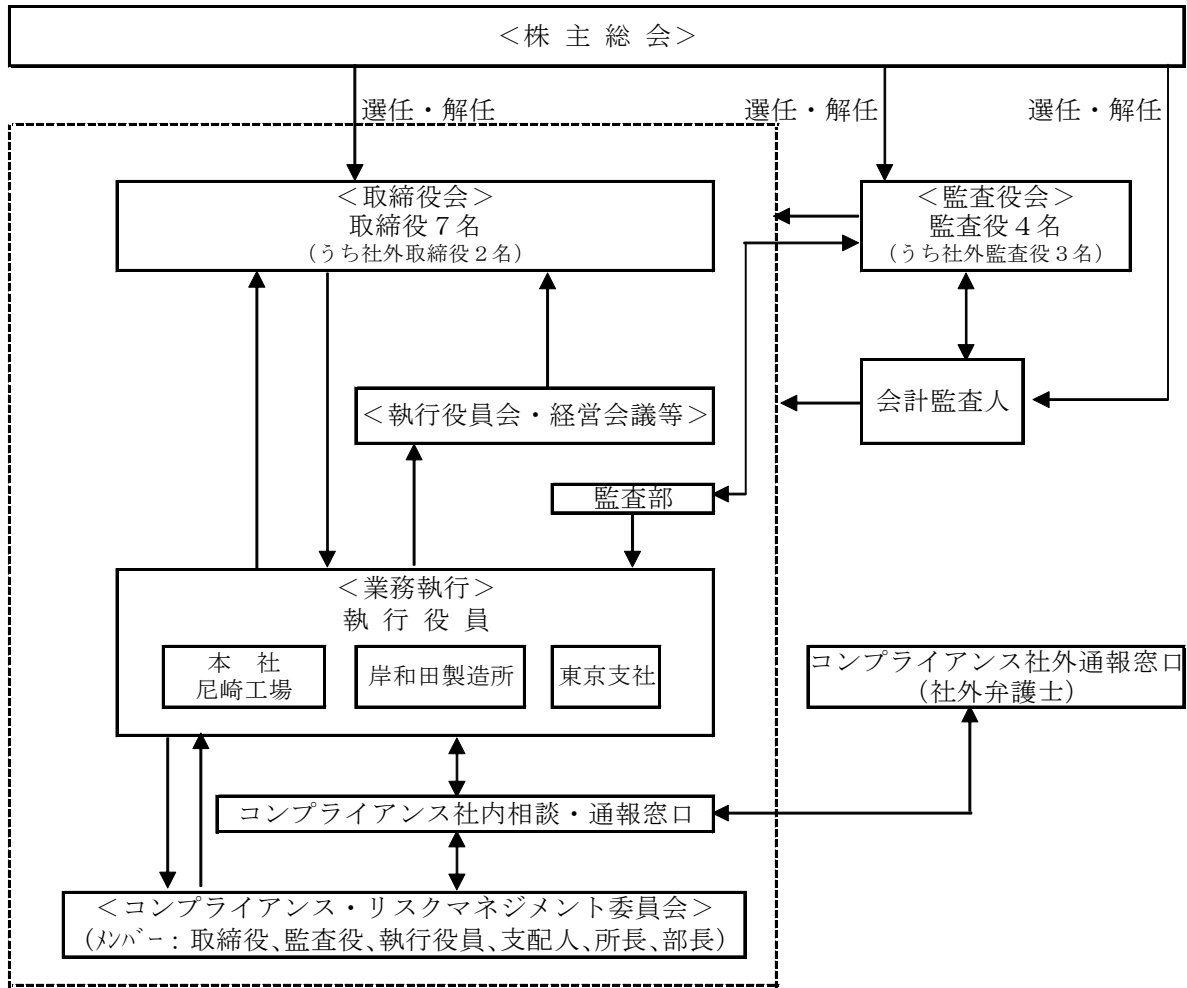 ＜株 主 総 会＞
選任・解任
選任・解任
選任・解任
＜取締役会＞
取締役７名
（うち社外取締役２名）
＜監査役会＞
監査役４名
（うち社外監査役３名）
＜執行役員会・経営会議等＞
会計監査人
監査部
＜業務執行＞
執 行 役 員
本　社
尼崎工場
岸和田製造所
東京支社
コンプライアンス社外通報窓口
（社外弁護士）
コンプライアンス社内相談・通報窓口
＜コンプライアンス・リスクマネジメント委員会＞
（ﾒﾝﾊﾞｰ：取締役、監査役、執行役員、支配人、所長、部長）